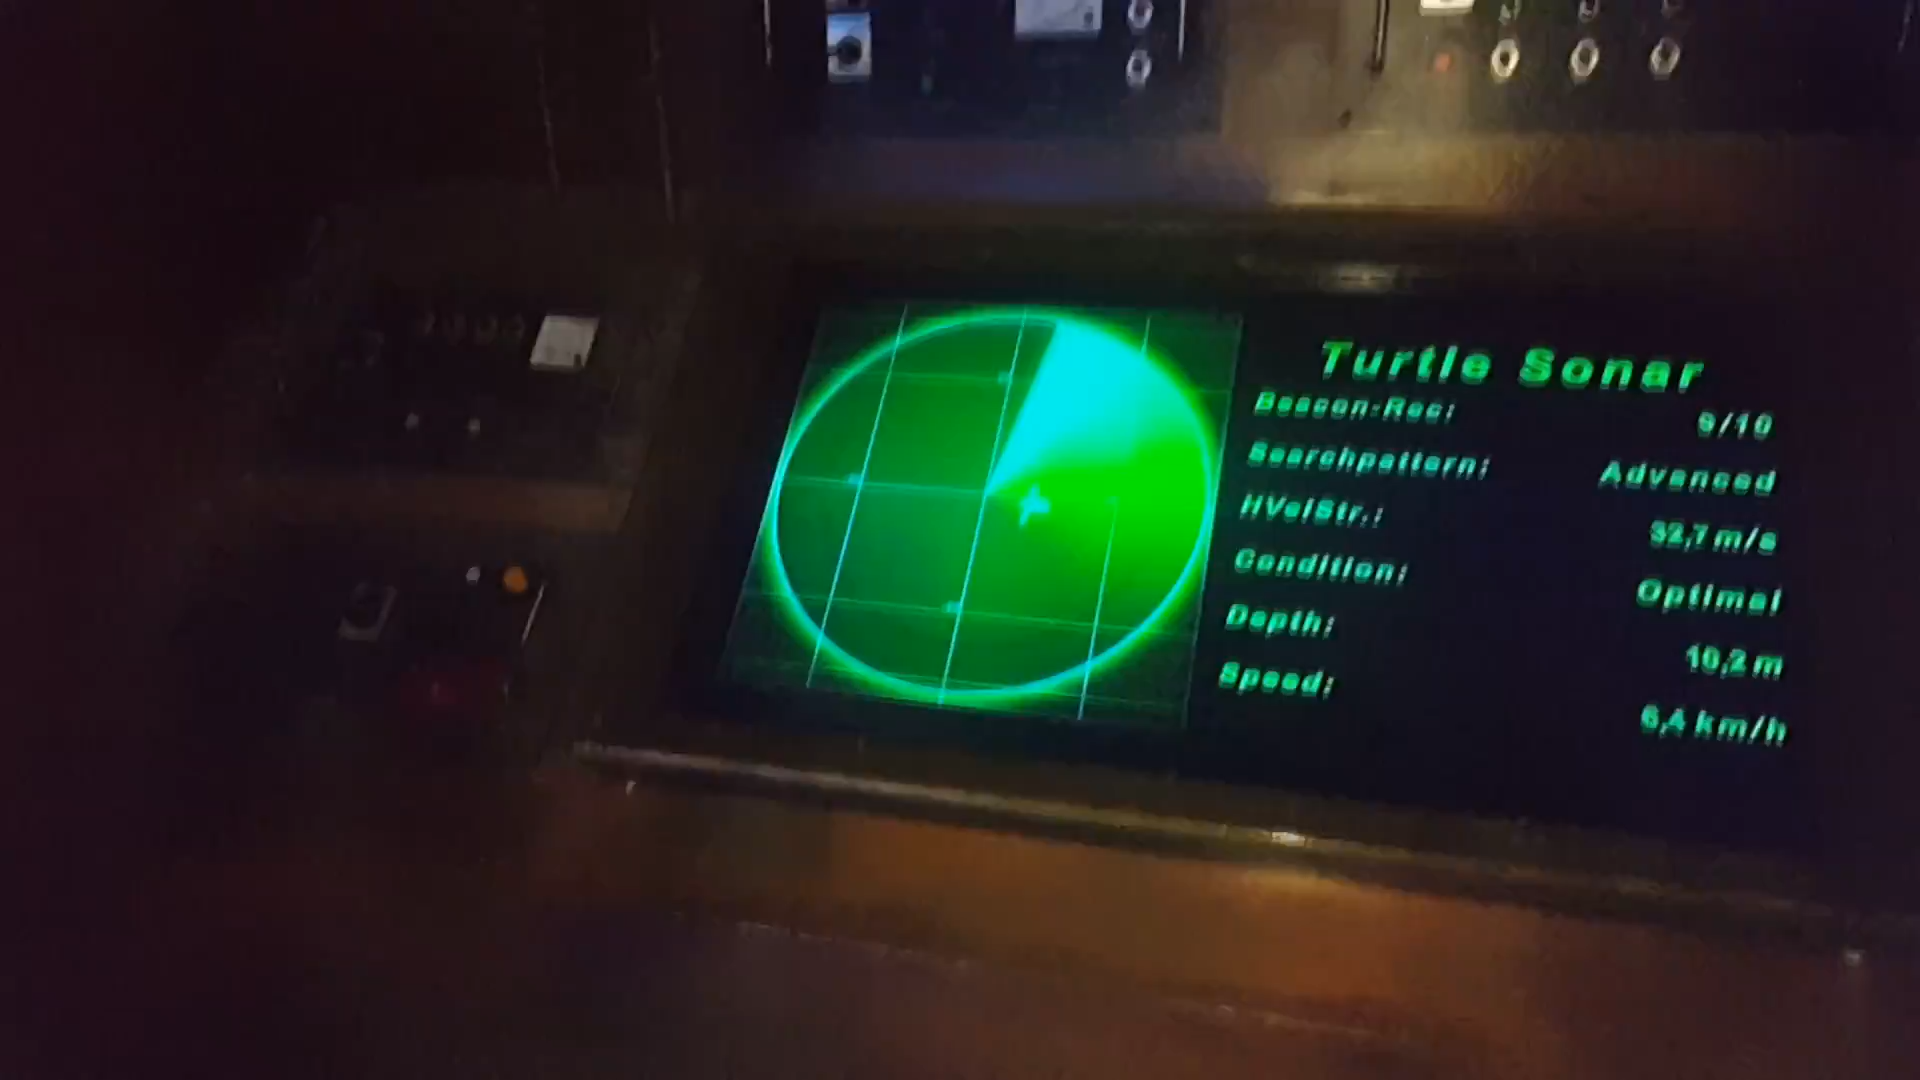 Turtle Sonar
Beacon-Rec: 9/10
Searchpattern: Advanced
HVelStr.: 32,7 m/s
Condition: Optimal
Depth: 10,2 m
Speed: 6,4 km/h